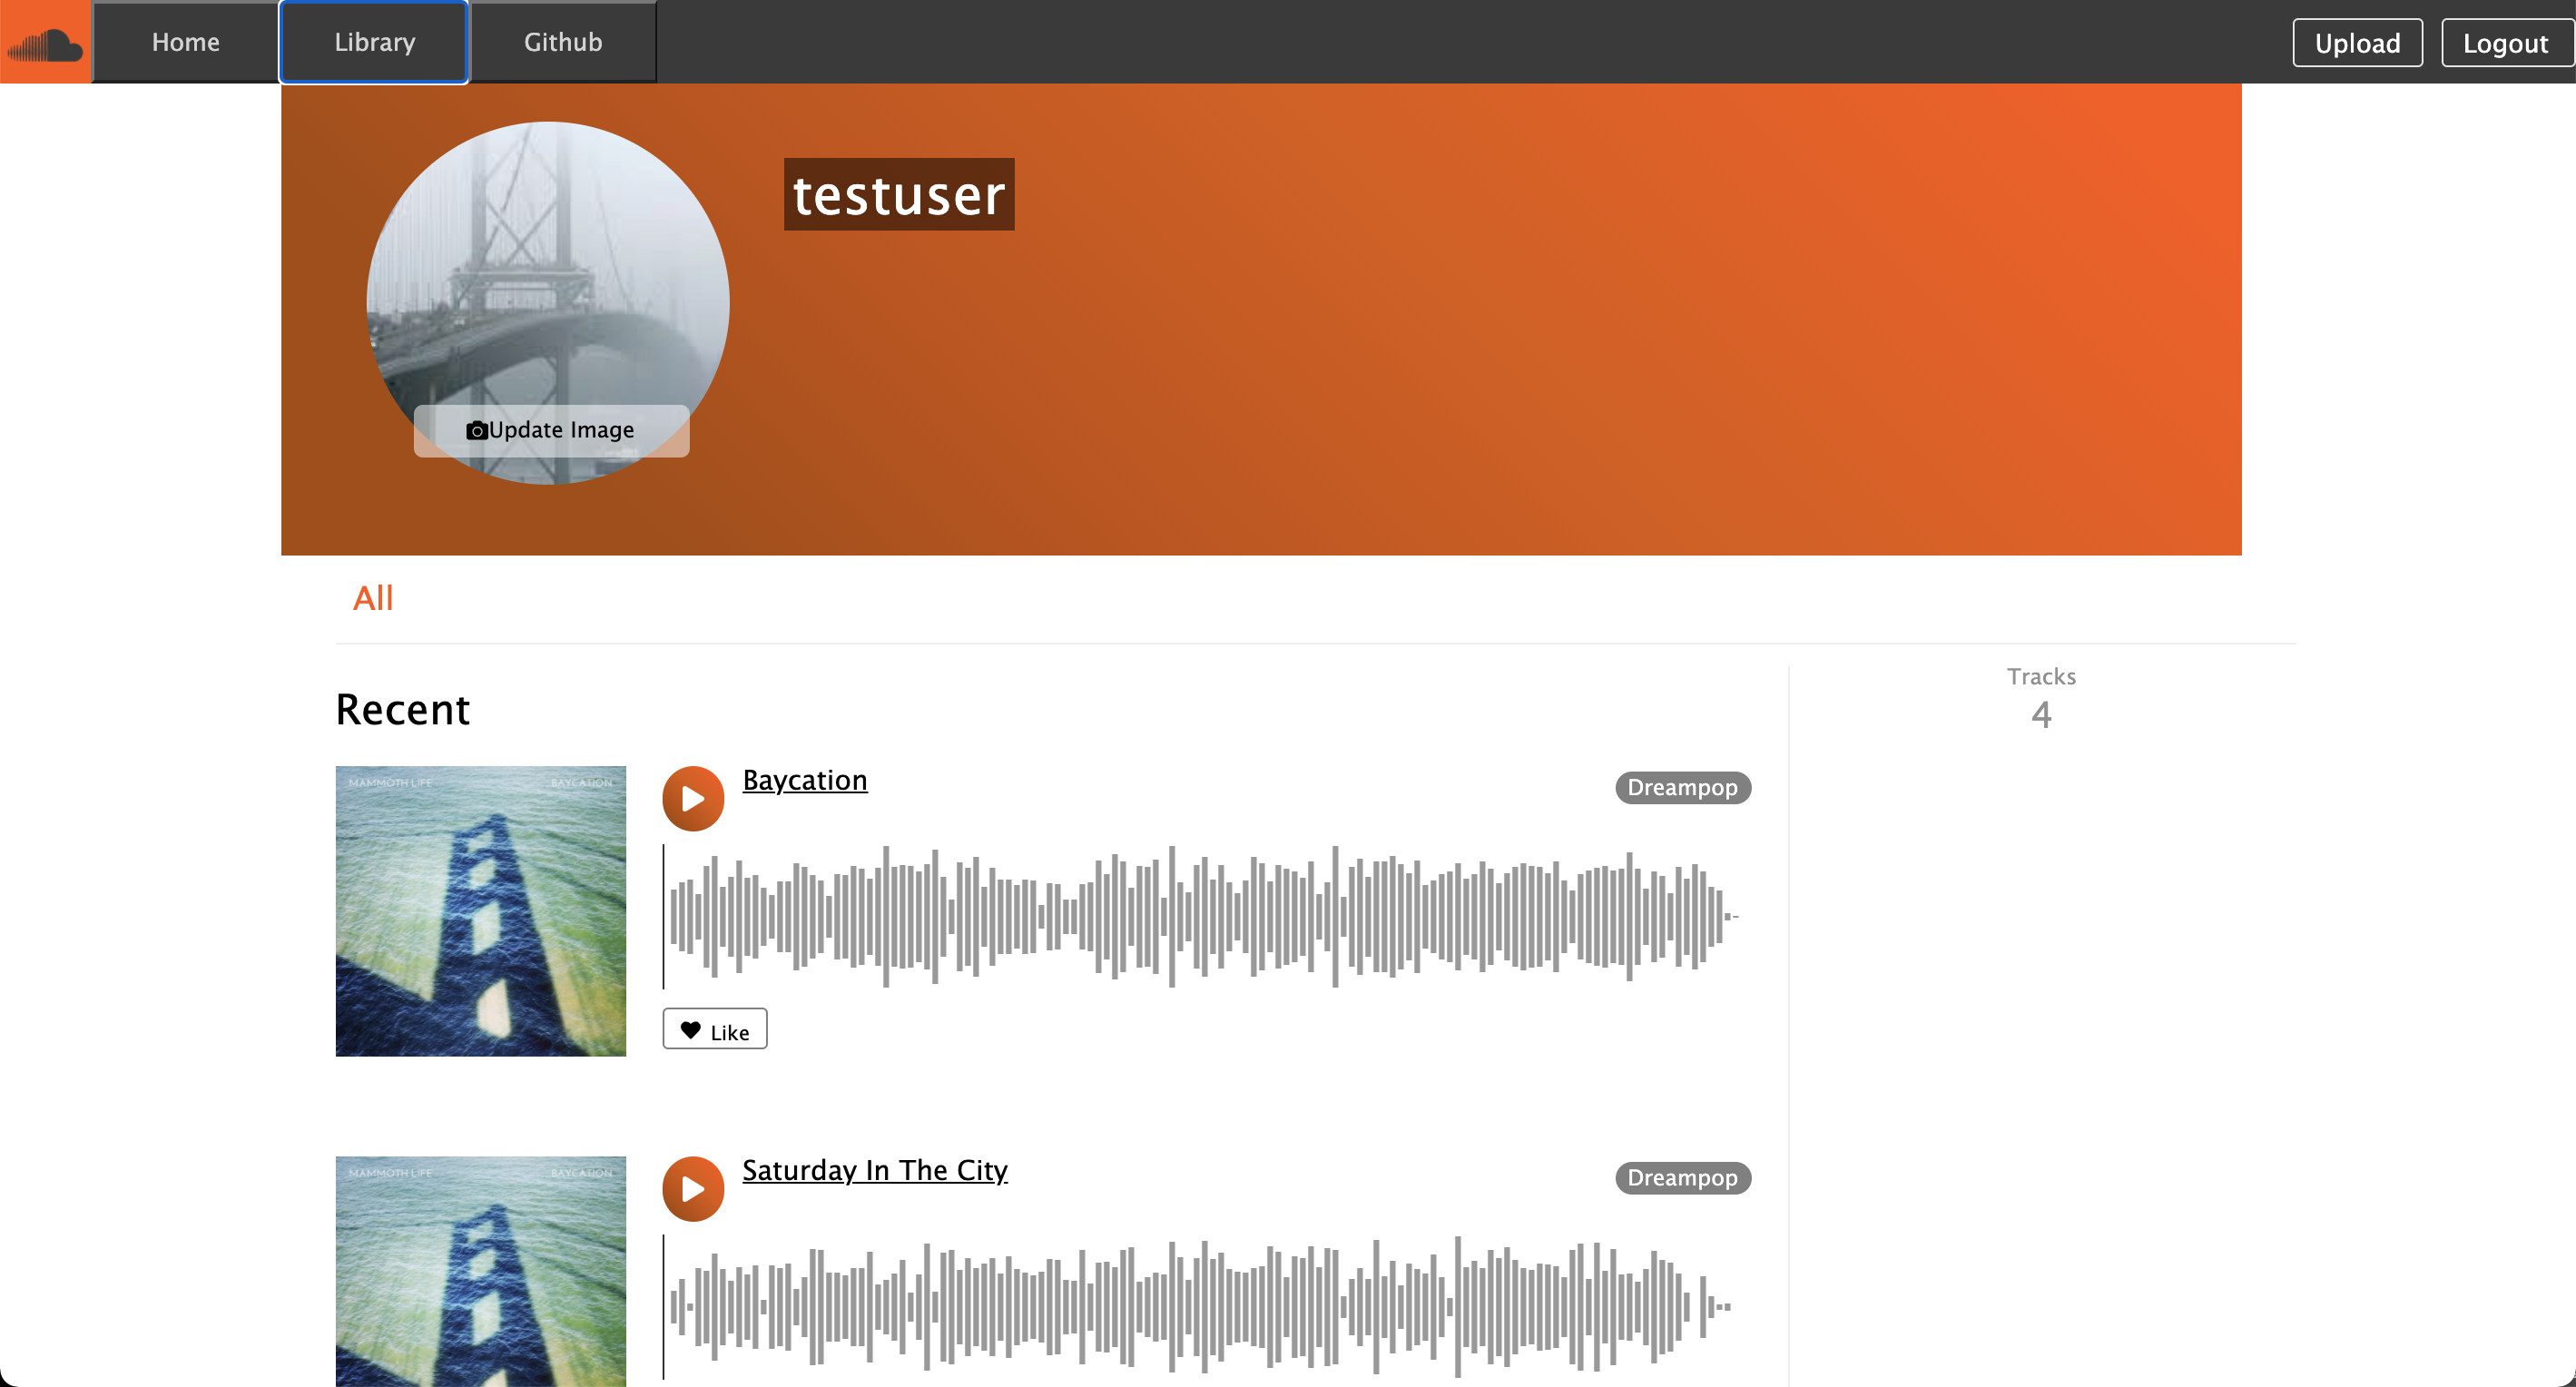 Home
Library
Github
Upload
Logout
testuser
Update Image
All
Recent
Tracks
4
MAMMOTH LIFE
BAYCATION
Baycation
Dreampop
Like
MAMMOTH LIFE
BAYCATION
Saturday In The City
Dreampop